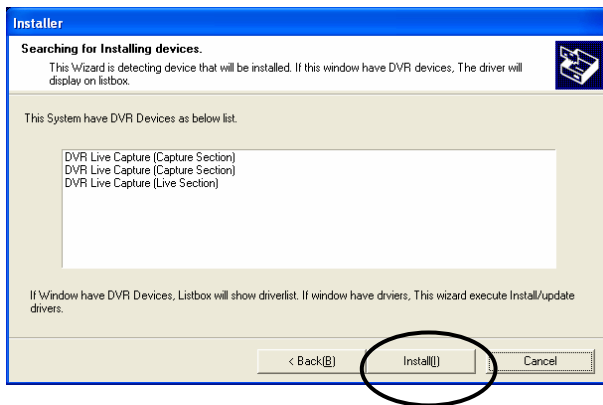 Installer
Searching for Installing devices.
This Wizard is detecting device that will be installed. If this window have DVR devices, The driver will
display on listbox.
This System have DVR Devices as below list.
DVR Live Capture (Capture Section)
DVR Live Capture (Capture Section)
DVR Live Capture (Live Section)
If Window have DVR Devices, Listbox will show driverlist. If window have drviers, This wizard execute Install/update
drivers.
< Back(B) Install(I) Cancel